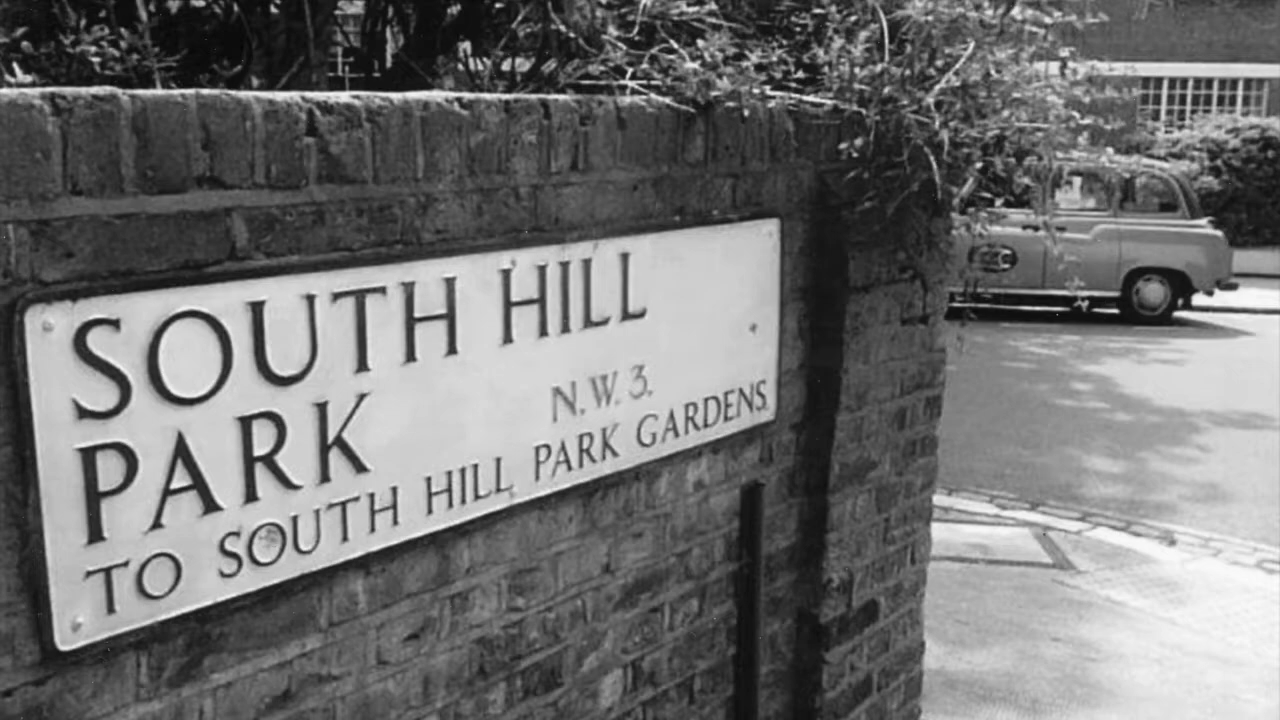 SOUTH HILL
PARK
N.W.3.
TO SOUTH HILL PARK GARDENS.